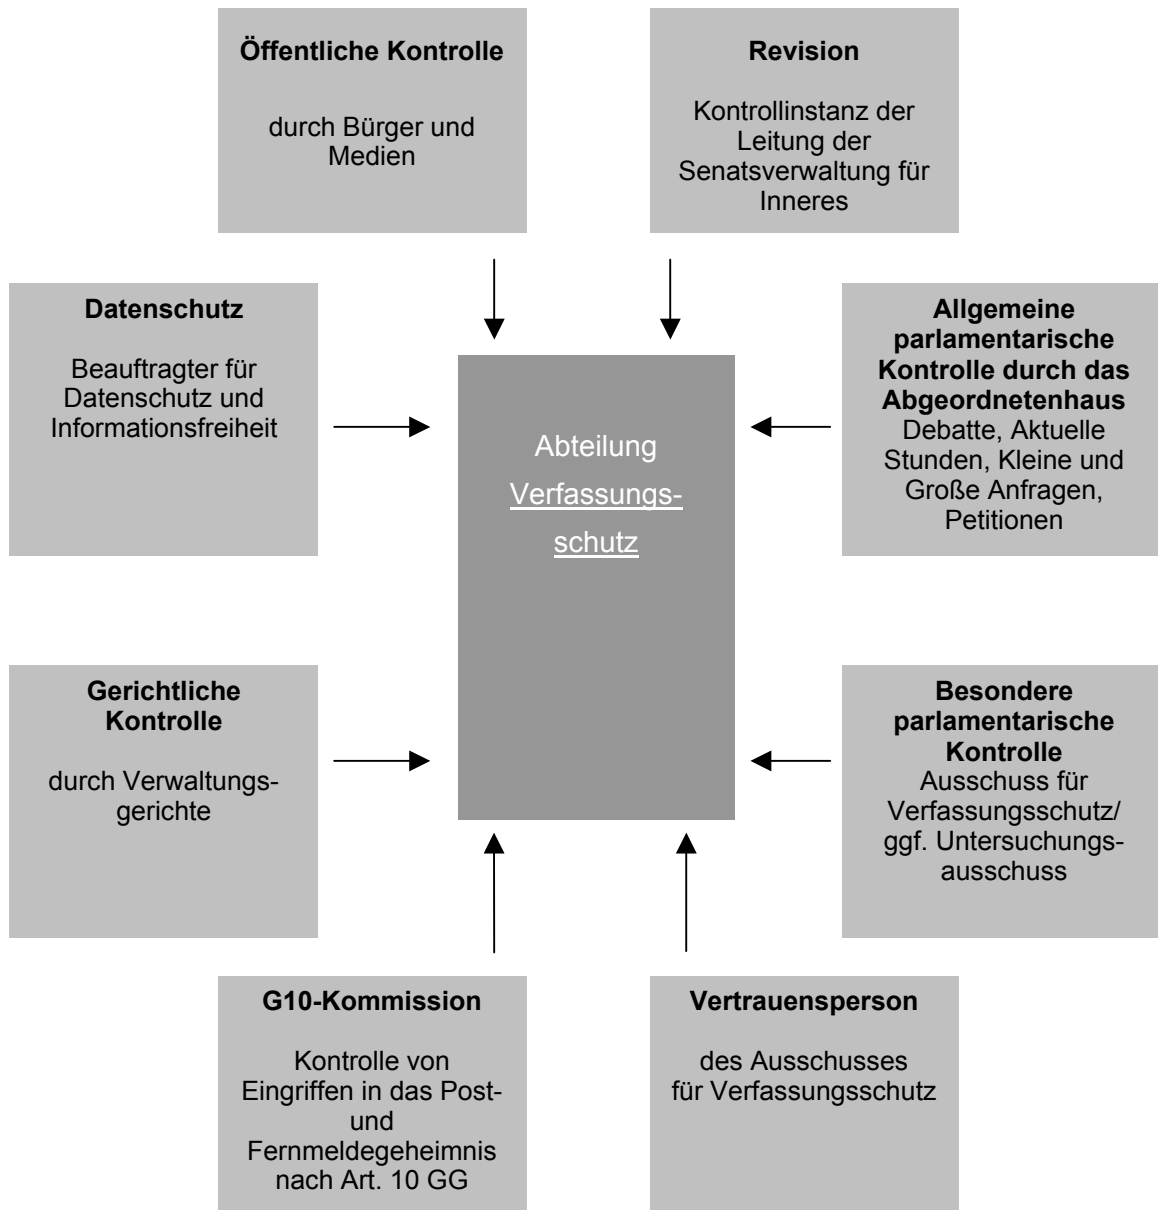 Öffentliche Kontrolle
durch Bürger und
Medien
Revision
Kontrollinstanz der
Leitung der
Senatsverwaltung für
Inneres
Datenschutz
Beauftragter für
Datenschutz und
Informationsfreiheit
Abteilung
Verfassungs-
schutz
Allgemeine
parlamentarische
Kontrolle durch das
Abgeordnetenhaus
Debatte, Aktuelle
Stunden, Kleine und
Große Anfragen,
Petitionen
Gerichtliche
Kontrolle
durch Verwaltungs-
gerichte
Besondere
parlamentarische
Kontrolle
Ausschuss für
Verfassungsschutz/
ggf. Untersuchungs-
ausschuss
G10-Kommission
Kontrolle von
Eingriffen in das Post-
und
Fernmeldegeheimnis
nach Art. 10 GG
Vertrauensperson
des Ausschusses
für Verfassungsschutz